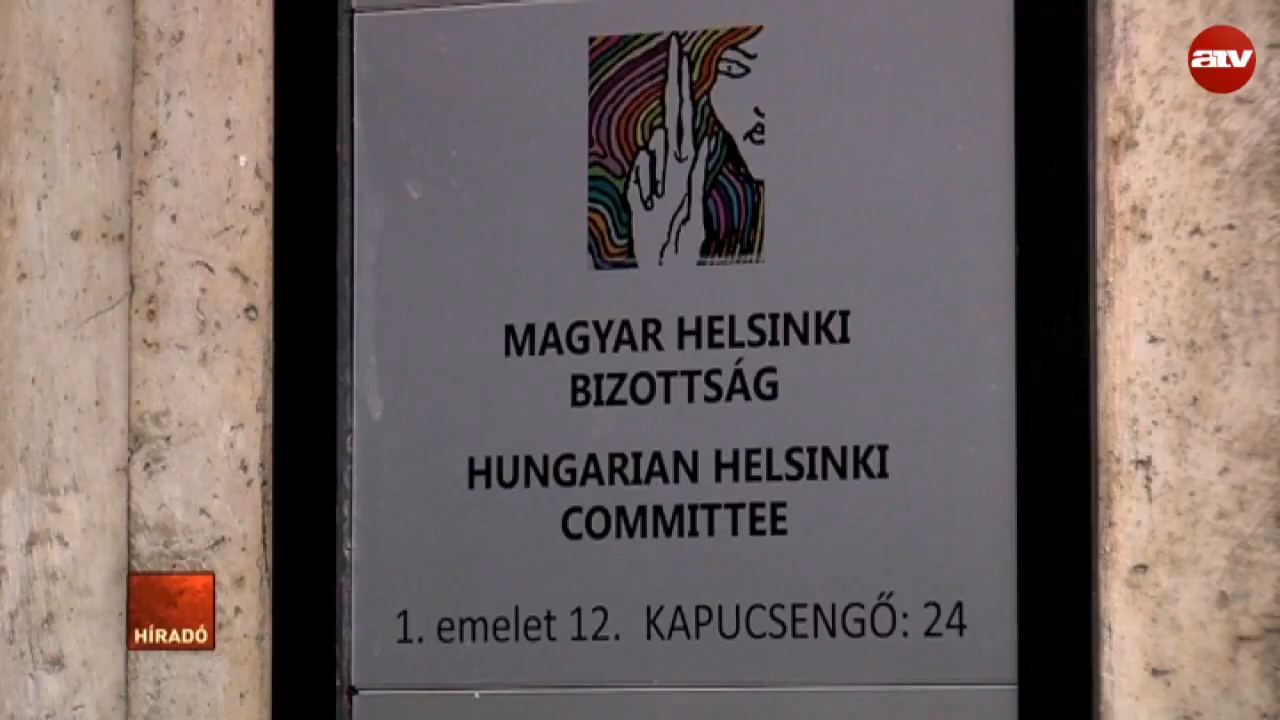 atv
MAGYAR HELSINKI
BIZOTTSÁG
HUNGARIAN HELSINKI
COMMITTEE
1. emelet 12. KAPUCSENGŐ: 24
HÍRADÓ